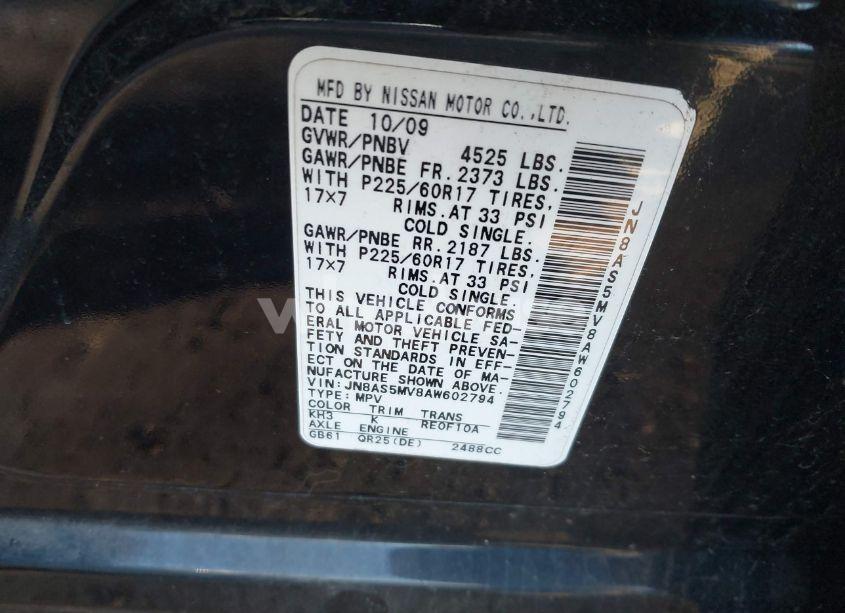 MFD BY NISSAN MOTOR CO.,LTD.
DATE 10/09
GVWR/PNBV 4525 LBS.
GAWR/PNBE FR. 2373 LBS.
WITH P225/60R17 TIRES,
17X7 RIMS.AT 33 PSI
COLD SINGLE.
GAWR/PNBE RR. 2187 LBS.
WITH P225/60R17 TIRES,
17X7 RIMS.AT 33 PSI
COLD SINGLE.
THIS VEHICLE CONFORMS
TO ALL APPLICABLE FED-
ERAL MOTOR VEHICLE SA-
FETY AND THEFT PREVEN-
TION STANDARDS IN EFF-
ECT ON THE DATE OF MA-
NUFACTURE SHOWN ABOVE.
VIN: JN8AS5MV8AW602794
TYPE: MPV
COLOR TRIM TRANS
KH3 K RE0F10A
AXLE ENGINE
GB61 QR25(DE) 2488CC
JN8AS5MV8AW602794